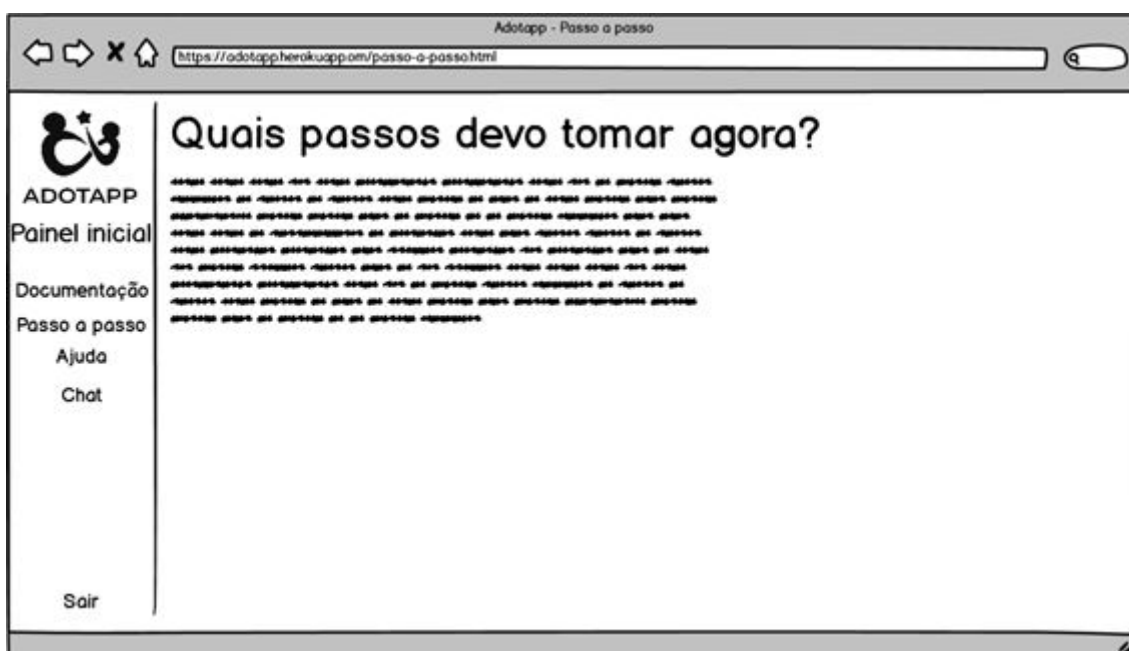 Adotapp - Passo a passo
https://adotapp.herokuapp.om/passo-a-passo.html
Quais passos devo tomar agora?
ADOTAPP
Painel inicial
Documentação
Passo a passo
Ajuda
Chat
Sair